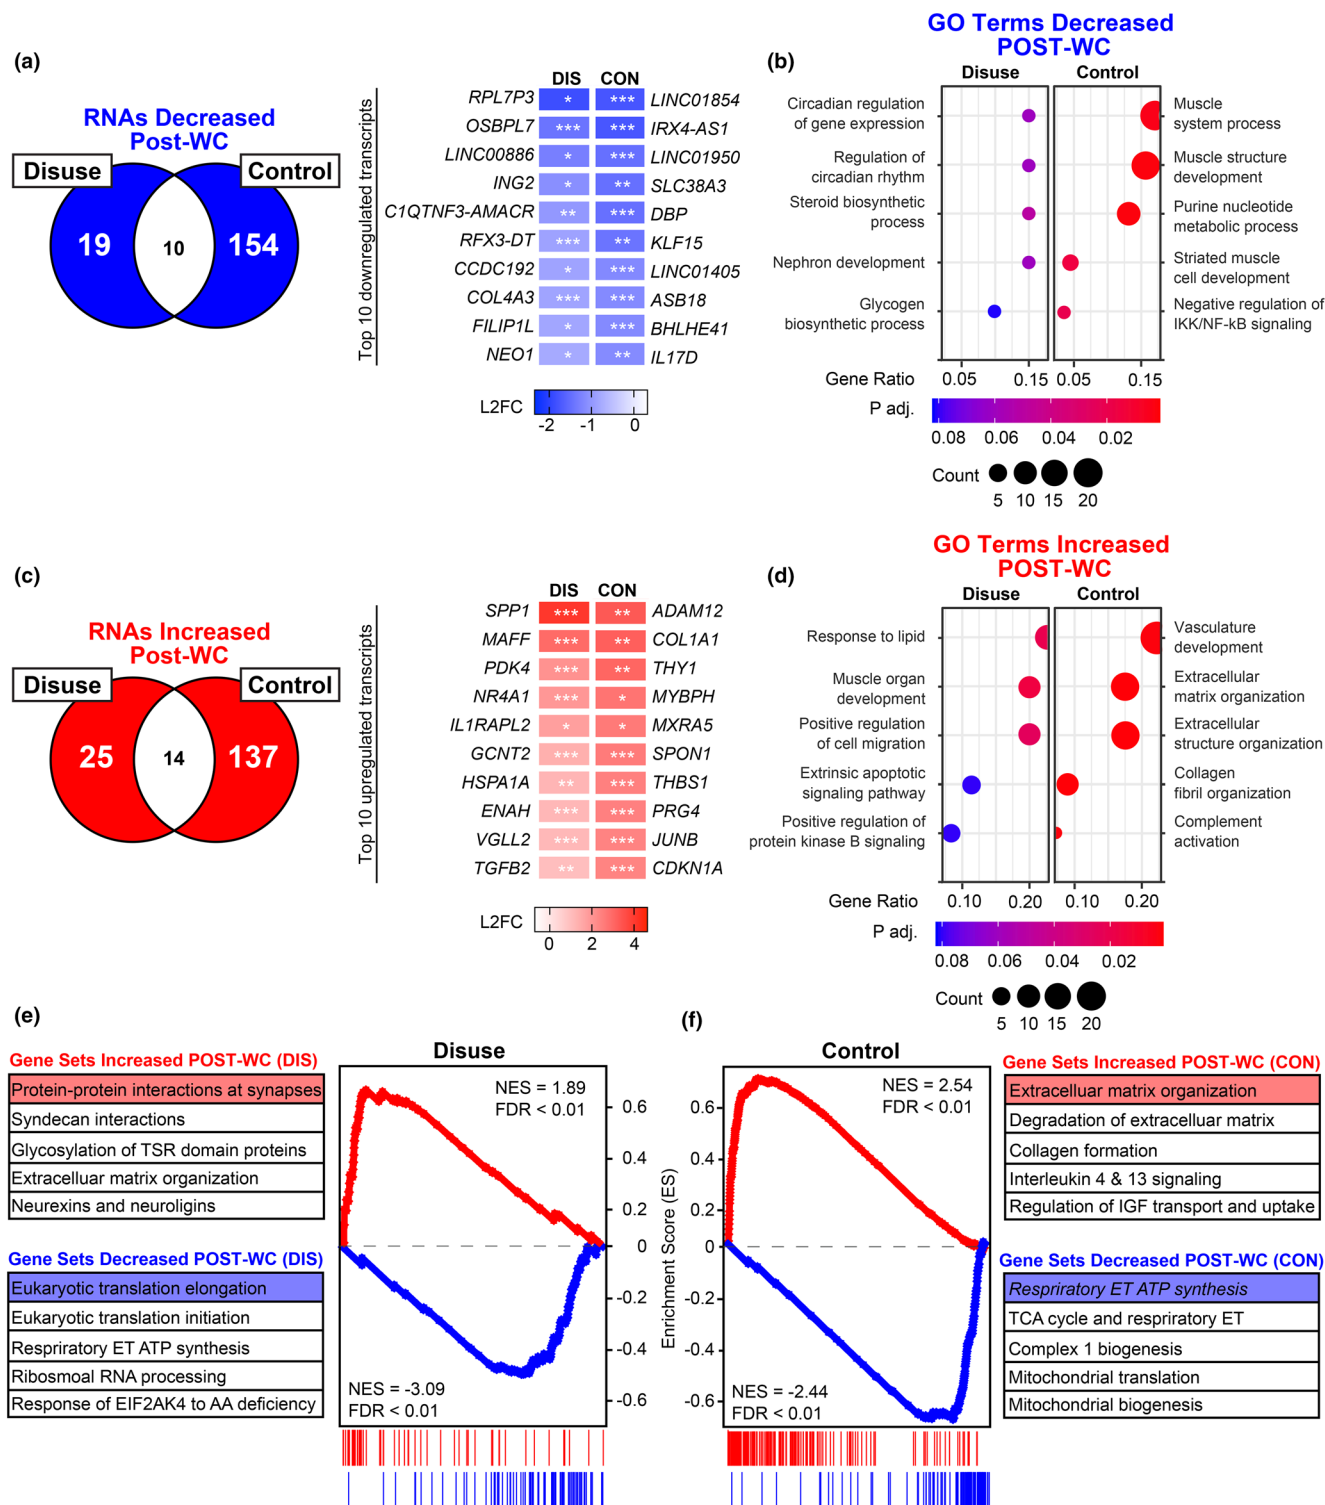 (a)
RNAs Decreased
Post-WC
Disuse
Control
19
10
154
Top 10 downregulated transcripts
DIS CON
RPL7P3 * *** LINC01854
OSBPL7 *** *** IRX4-AS1
LINC00886 * *** LINC01950
ING2 * ** SLC38A3
C1QTNF3-AMACR ** *** DBP
RFX3-DT *** ** KLF15
CCDC192 * *** LINC01405
COL4A3 *** *** ASB18
FILIP1L * *** BHLHE41
NEO1 * ** IL17D
L2FC
-2 -1 0
(b)
GO Terms Decreased
POST-WC
Disuse Control
Circadian regulation
of gene expression
Regulation of
circadian rhythm
Steroid biosynthetic
process
Nephron development
Glycogen
biosynthetic process
Muscle
system process
Muscle structure
development
Purine nucleotide
metabolic process
Striated muscle
cell development
Negative regulation of
IKK/NF-kB signaling
Gene Ratio 0.05 0.15 0.05 0.15
P adj.
0.08 0.06 0.04 0.02
Count
5 10 15 20
(c)
RNAs Increased
Post-WC
Disuse
Control
25
14
137
Top 10 upregulated transcripts
DIS CON
SPP1 *** ** ADAM12
MAFF *** ** COL1A1
PDK4 *** ** THY1
NR4A1 *** * MYBPH
IL1RAPL2 * * MXRA5
GCNT2 *** *** SPON1
HSPA1A ** *** THBS1
ENAH *** *** PRG4
VGLL2 *** *** JUNB
TGFB2 ** *** CDKN1A
L2FC
0 2 4
(d)
GO Terms Increased
POST-WC
Disuse Control
Response to lipid
Muscle organ
development
Positive regulation
of cell migration
Extrinsic apoptotic
signaling pathway
Positive regulation of
protein kinase B signaling
Vasculature
development
Extracellular
matrix organization
Extracellular
structure organization
Collagen
fibril organization
Complement
activation
Gene Ratio 0.10 0.20 0.10 0.20
P adj.
0.08 0.06 0.04 0.02
Count
5 10 15 20
(e)
Gene Sets Increased POST-WC (DIS)
Protein-protein interactions at synapses
Syndecan interactions
Glycosylation of TSR domain proteins
Extracelluar matrix organization
Neurexins and neuroligins
Gene Sets Decreased POST-WC (DIS)
Eukaryotic translation elongation
Eukaryotic translation initiation
Respriratory ET ATP synthesis
Ribosmoal RNA processing
Response of EIF2AK4 to AA deficiency
Disuse
NES = 1.89
FDR < 0.01
NES = -3.09
FDR < 0.01
0.6
0.4
0.2
0
-0.2
-0.4
-0.6
(f)
Enrichment Score (ES)
Control
NES = 2.54
FDR < 0.01
NES = -2.44
FDR < 0.01
0.6
0.4
0.2
0
-0.2
-0.4
-0.6
Gene Sets Increased POST-WC (CON)
Extracelluar matrix organization
Degradation of extracelluar matrix
Collagen formation
Interleukin 4 & 13 signaling
Regulation of IGF transport and uptake
Gene Sets Decreased POST-WC (CON)
Respriratory ET ATP synthesis
TCA cycle and respriratory ET
Complex 1 biogenesis
Mitochondrial translation
Mitochondrial biogenesis